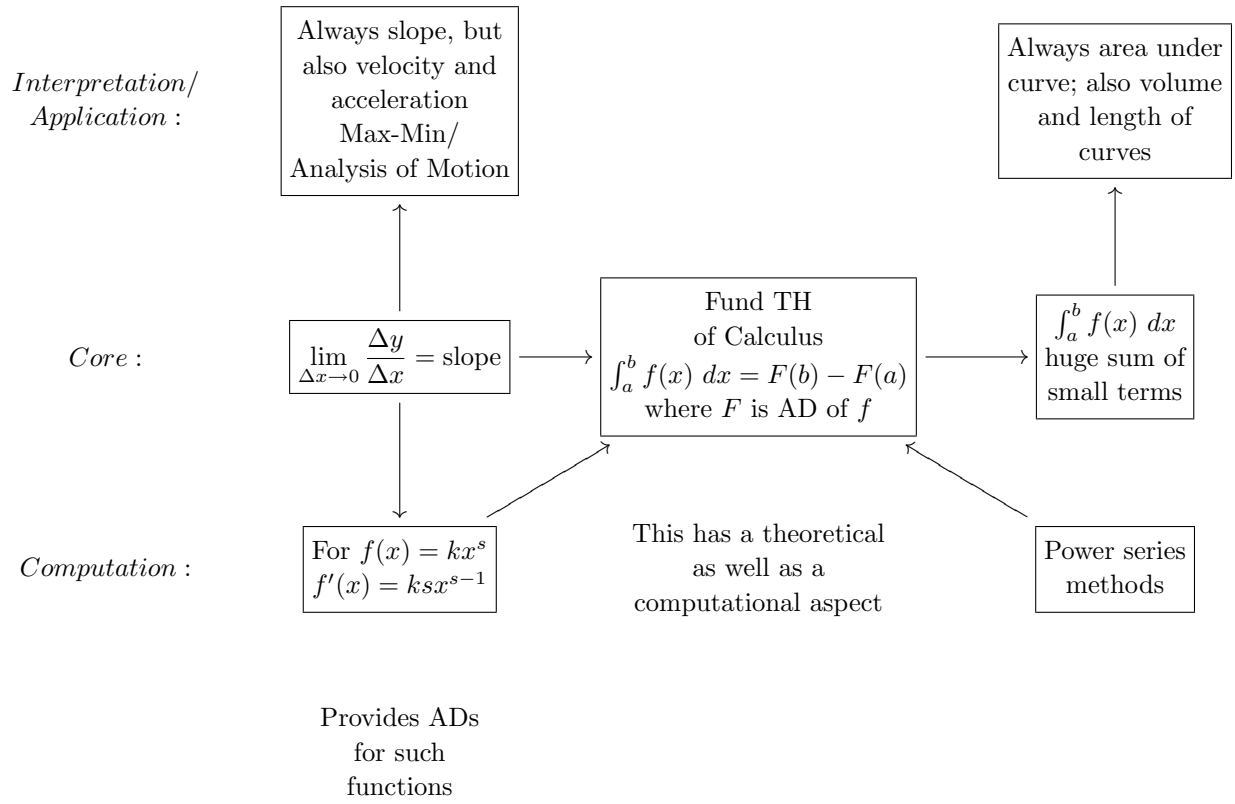 Interpretation/
Application :
Always slope, but
also velocity and
acceleration
Max-Min/
Analysis of Motion
Always area under
curve; also volume
and length of
curves
Core :
lim_{Δx→0} Δy/Δx = slope
Fund TH
of Calculus
∫_a^b f(x) dx = F(b) − F(a)
where F is AD of f
∫_a^b f(x) dx
huge sum of
small terms
Computation :
For f(x) = kx^s
f′(x) = ksx^{s−1}
This has a theoretical
as well as a
computational aspect
Power series
methods
Provides ADs
for such
functions